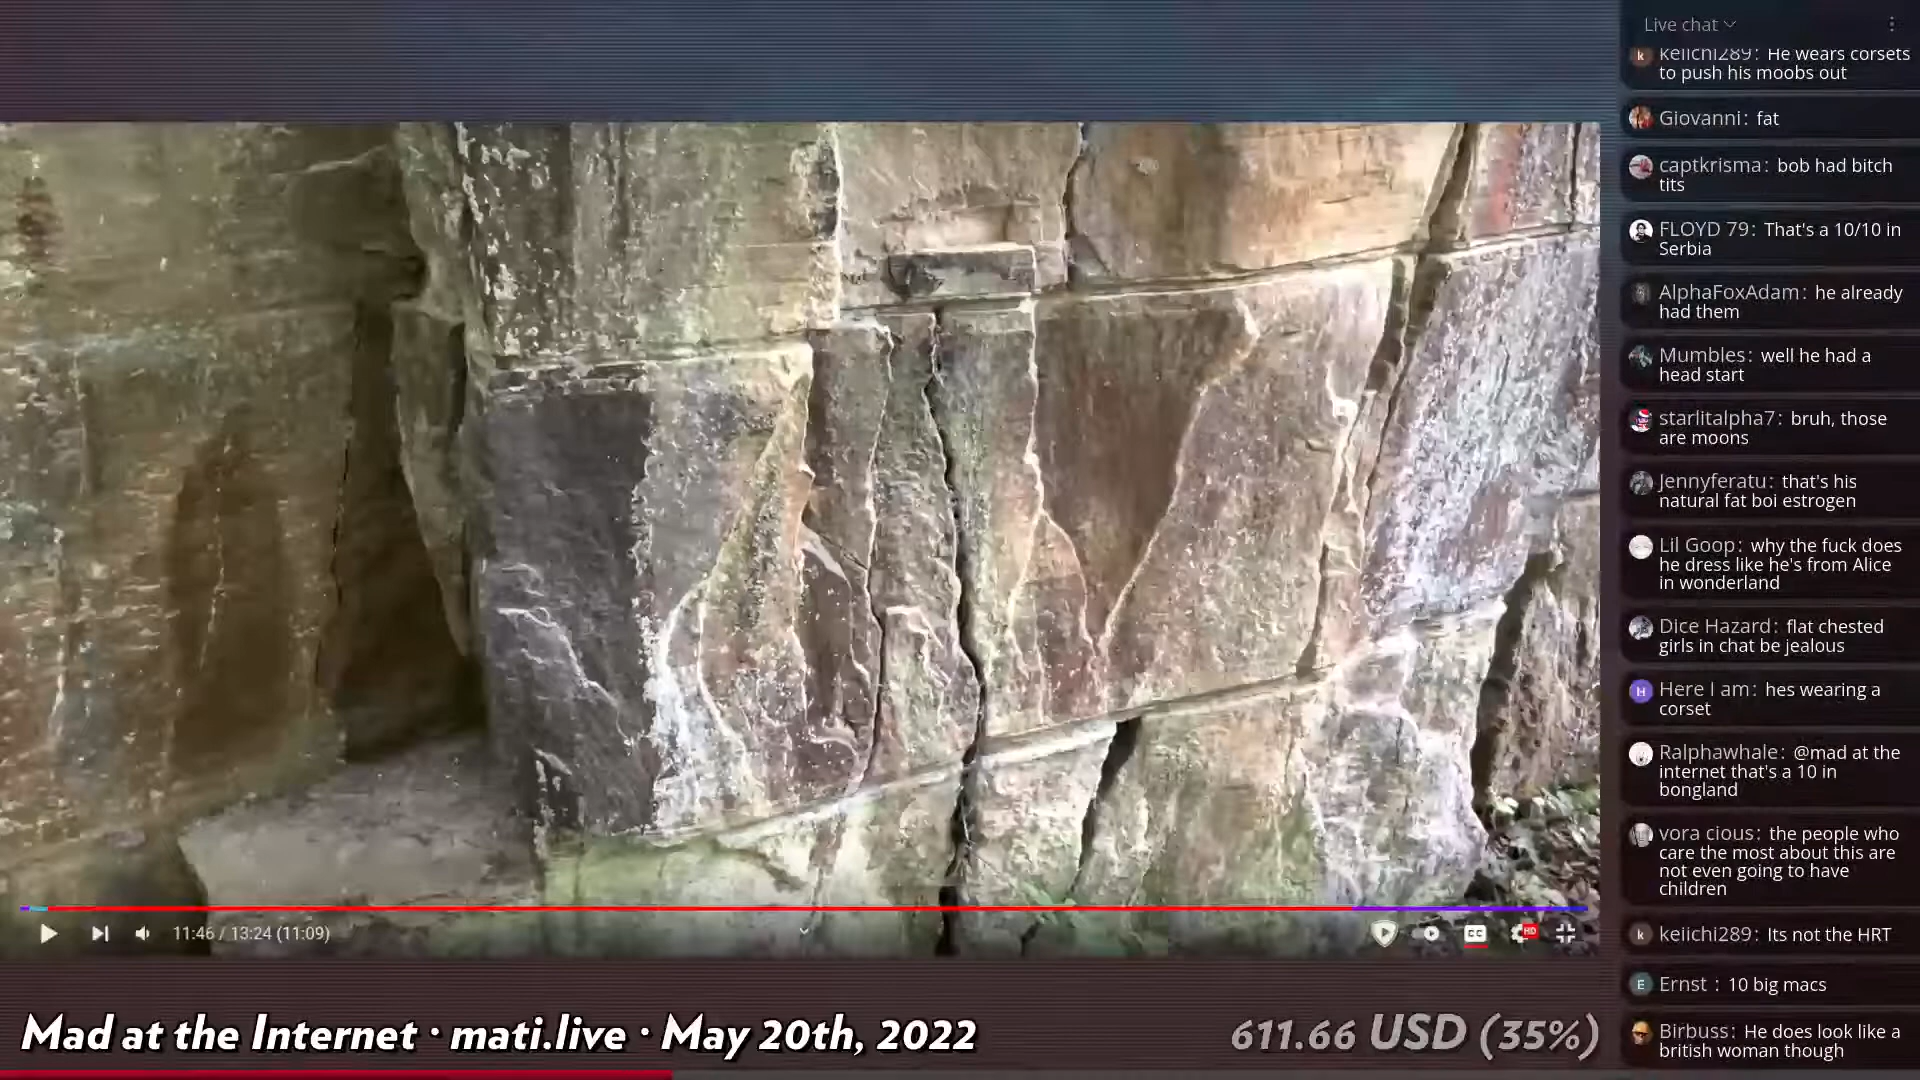 Live chat
keiichi289: He wears corsets
to push his moobs out
Giovanni: fat
captkrisma: bob had bitch
tits
FLOYD 79: That's a 10/10 in
Serbia
AlphaFoxAdam: he already
had them
Mumbles: well he had a
head start
starlitalpha7: bruh, those
are moons
Jennyferatu: that's his
natural fat boi estrogen
Lil Goop: why the fuck does
he dress like he's from Alice
in wonderland
Dice Hazard: flat chested
girls in chat be jealous
H
Here I am: hes wearing a
corset
Ralphawhale: @mad at the
internet that's a 10 in
bongland
vora cious: the people who
care the most about this are
not even going to have
children
k
keiichi289: Its not the HRT
E
Ernst : 10 big macs
Birbuss: He does look like a
british woman though
11:46 / 13:24 (11:09)
CC
HD
Mad at the Internet · mati.live · May 20th, 2022
611.66 USD (35%)